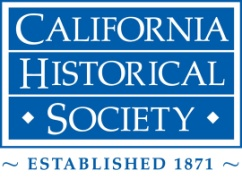 CALIFORNIA
HISTORICAL
◆ SOCIETY ◆
~ ESTABLISHED 1871 ~